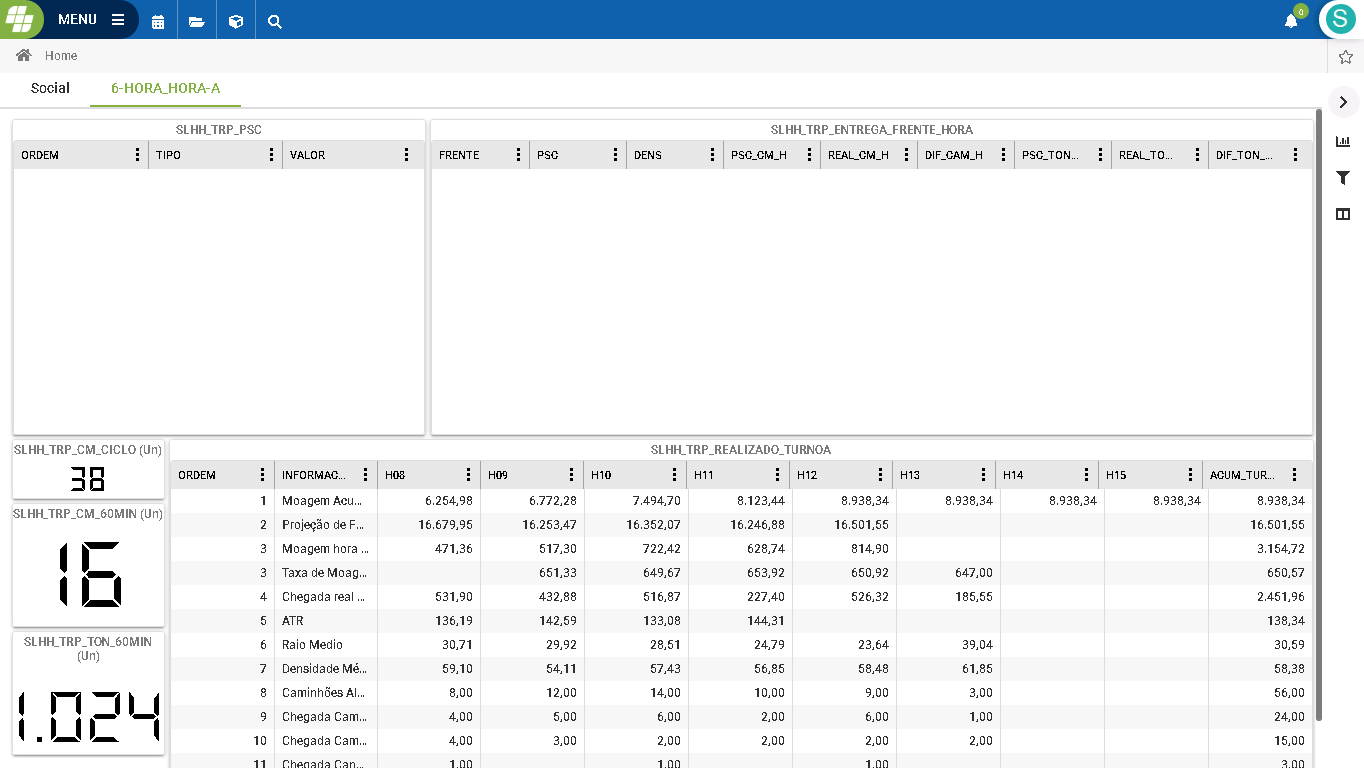 MENU
0
S
Home
Social 6-HORA_HORA-A
SLHH_TRP_PSC
ORDEM TIPO VALOR
SLHH_TRP_ENTREGA_FRENTE_HORA
FRENTE PSC DENS PSC_CM_H REAL_CM_H DIF_CAM_H PSC_TON... REAL_TO... DIF_TON_...
SLHH_TRP_CM_CICLO (Un)
38
SLHH_TRP_CM_60MIN (Un)
16
SLHH_TRP_TON_60MIN
(Un)
1.024
SLHH_TRP_REALIZADO_TURNOA
ORDEM INFORMAC... H08 H09 H10 H11 H12 H13 H14 H15 ACUM_TUR...
1 Moagem Acu... 6.254,98 6.772,28 7.494,70 8.123,44 8.938,34 8.938,34 8.938,34 8.938,34 8.938,34
2 Projeção de F... 16.679,95 16.253,47 16.352,07 16.246,88 16.501,55 16.501,55
3 Moagem hora ... 471,36 517,30 722,42 628,74 814,90 3.154,72
3 Taxa de Moag... 651,33 649,67 653,92 650,92 647,00 650,57
4 Chegada real ... 531,90 432,88 516,87 227,40 526,32 185,55 2.451,96
5 ATR 136,19 142,59 133,08 144,31 138,34
6 Raio Medio 30,71 29,92 28,51 24,79 23,64 39,04 30,59
7 Densidade Mé... 59,10 54,11 57,43 56,85 58,48 61,85 58,38
8 Caminhões Al... 8,00 12,00 14,00 10,00 9,00 3,00 56,00
9 Chegada Cam... 4,00 5,00 6,00 2,00 6,00 1,00 24,00
10 Chegada Cam... 4,00 3,00 2,00 2,00 2,00 2,00 15,00
11 Chegada Can... 1,00 1,00 1,00 3,00